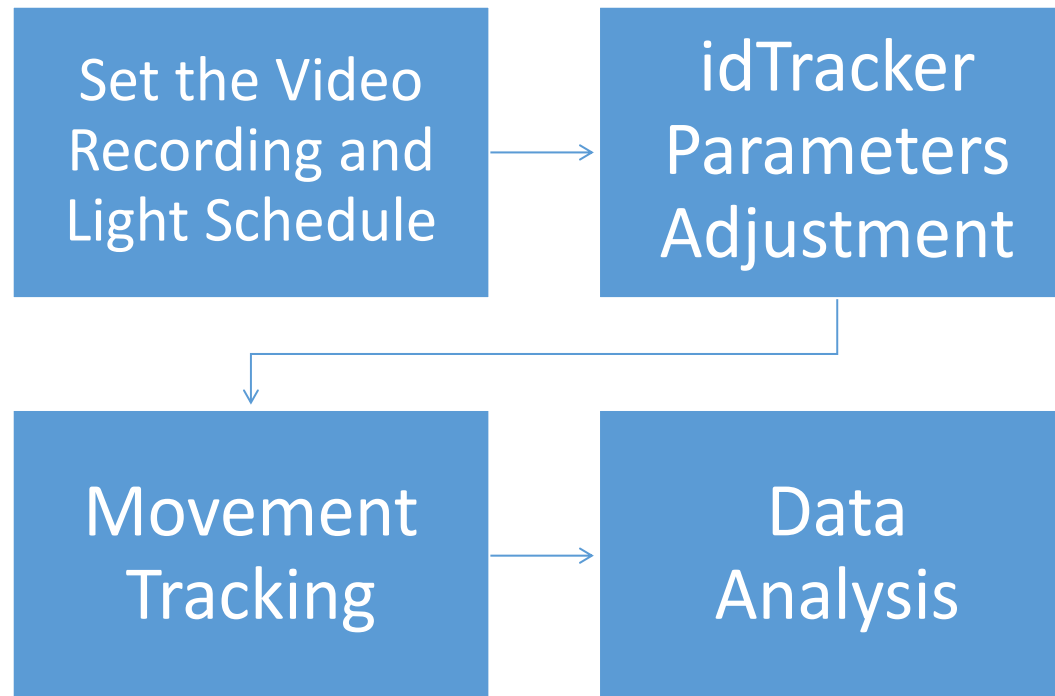 Set the Video
Recording and
Light Schedule
idTracker
Parameters
Adjustment
Movement
Tracking
Data
Analysis